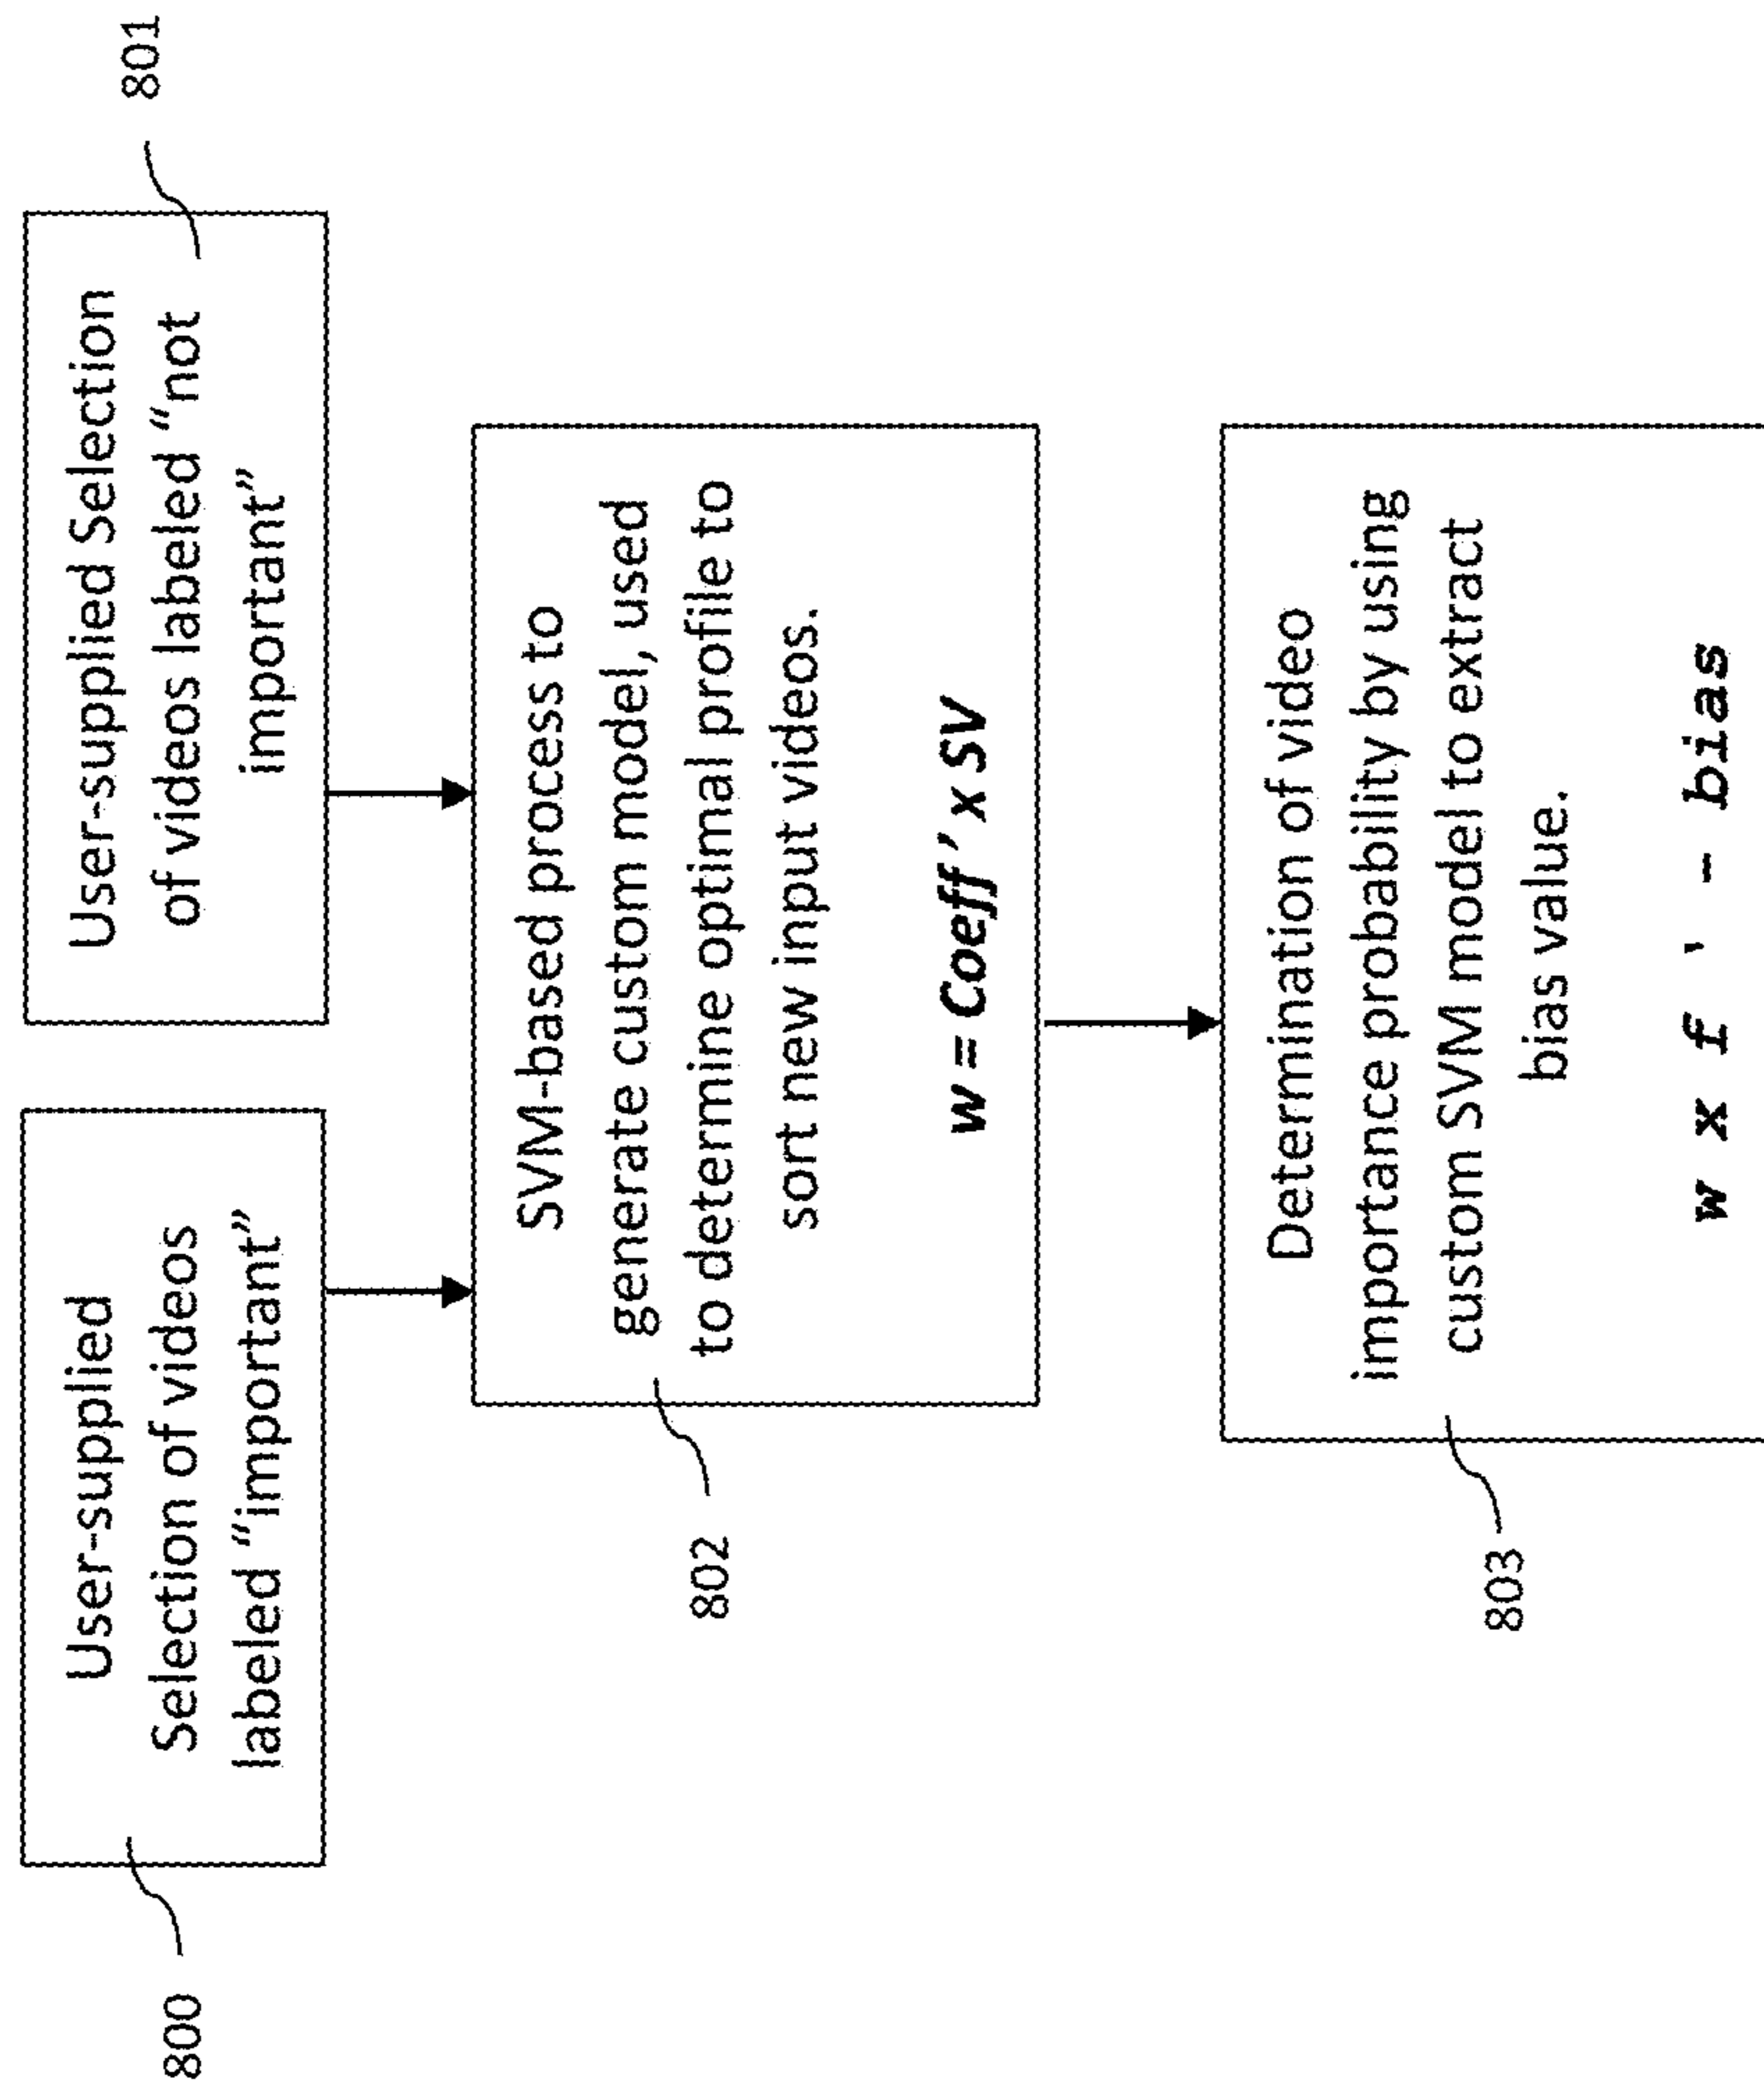 800
User-supplied
Selection of videos
labeled “important”
801
User-supplied Selection
of videos labeled “not
important”
802
SVM-based process to
generate custom model, used
to determine optimal profile to
sort new input videos.
w = Coeff’ x SV
803
Determination of video
importance probability by using
custom SVM model to extract
bias value.
w x f ' - bias